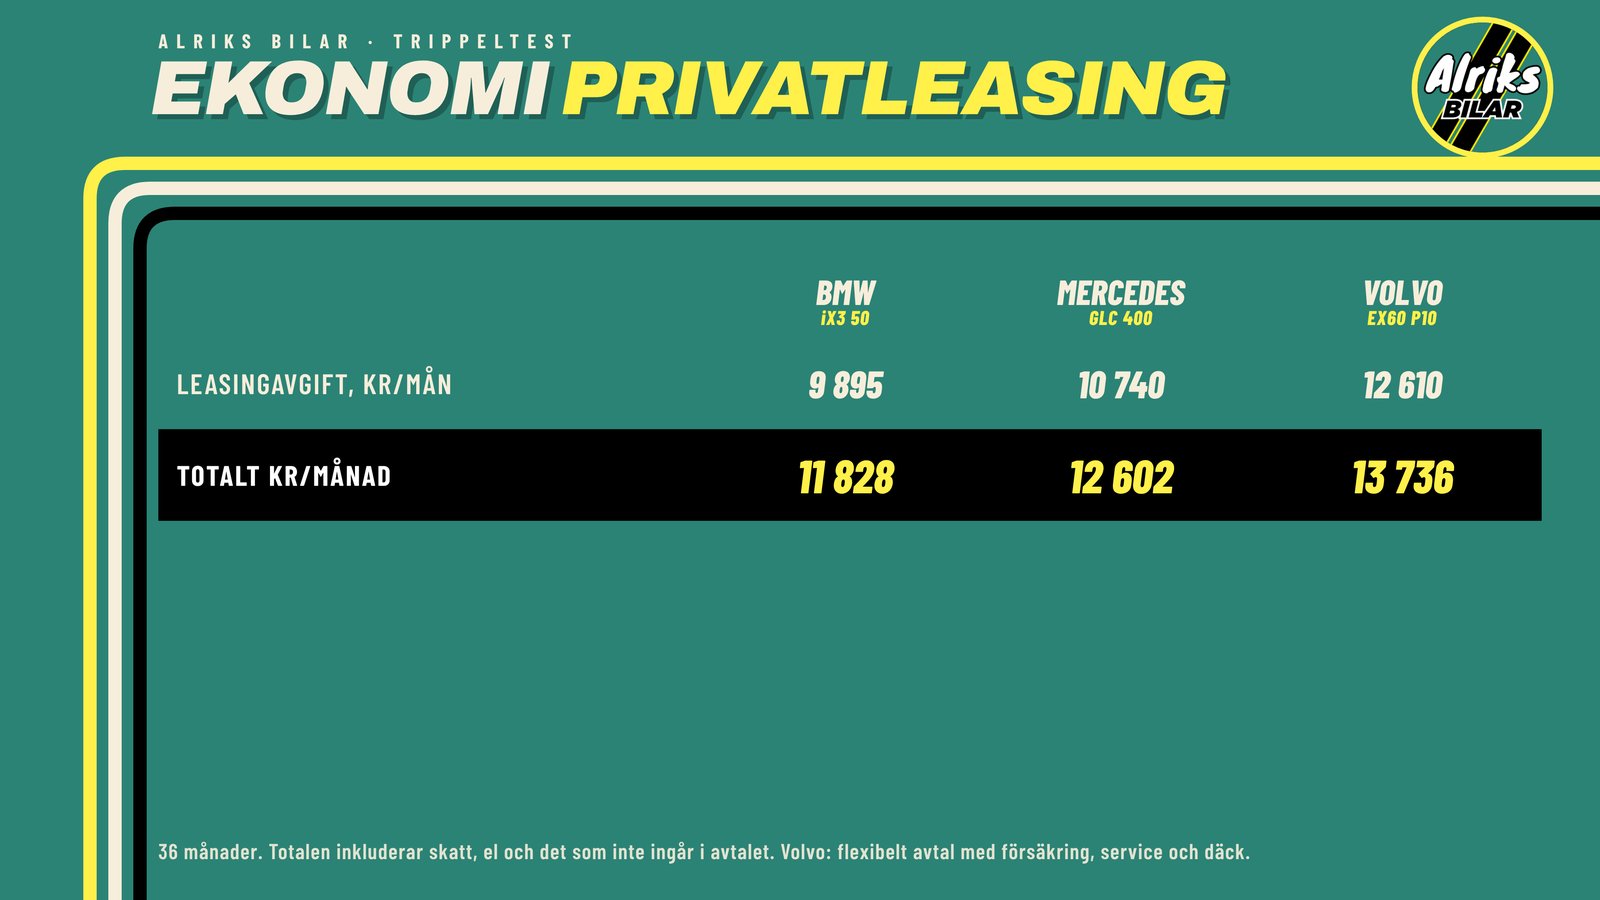 ALRIKS BILAR · TRIPPELTEST
EKONOMI PRIVATLEASING
Alriks
BILAR
BMW MERCEDES VOLVO
iX3 50 GLC 400 EX60 P10
LEASINGAVGIFT, KR/MÅN 9 895 10 740 12 610
TOTALT KR/MÅNAD 11 828 12 602 13 736
36 månader. Totalen inkluderar skatt, el och det som inte ingår i avtalet. Volvo: flexibelt avtal med försäkring, service och däck.